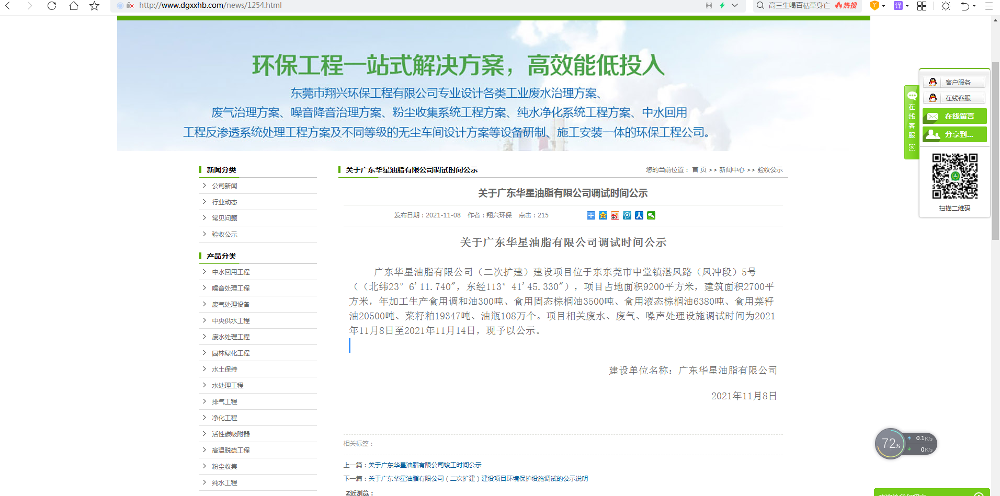 http://www.dgxxhb.com/news/1254.html
高三生喝百枯草身亡 热搜
译
环保工程一站式解决方案，高效能低投入
东莞市翔兴环保工程有限公司专业设计各类工业废水治理方案、
废气治理方案、噪音降音治理方案、粉尘收集系统工程方案、纯水净化系统工程方案、中水回用
工程反渗透系统处理工程方案及不同等级的无尘车间设计方案等设备研制、施工安装一体的环保工程公司。
在线客服
客户服务
在线客服
在线留言
分享到...
扫描二维码
新闻分类
公司新闻
行业动态
常见问题
验收公示
产品分类
中水回用工程
噪音处理工程
废气处理设备
中央供水工程
废水处理工程
园林绿化工程
水土保持
水处理工程
排气工程
净化工程
活性碳吸附器
高温脱硫工程
粉尘收集
纯水工程
关于广东华星油脂有限公司调试时间公示
您的当前位置： 首 页 >> 新闻中心 >> 验收公示
关于广东华星油脂有限公司调试时间公示
发布日期：2021-11-08 作者：翔兴环保 点击：215
关于广东华星油脂有限公司调试时间公示
广东华星油脂有限公司（二次扩建）建设项目位于东东莞市中堂镇湛凤路（凤冲段）5号
（（北纬23° 6′11.740″，东经113° 41′45.330″），项目占地面积9200平方米，建筑面积2700平
方米，年加工生产食用调和油300吨、食用固态棕榈油3500吨、食用液态棕榈油6380吨、食用菜籽
油20500吨、菜籽粕19347吨、油瓶108万个。项目相关废水、废气、噪声处理设施调试时间为2021
年11月8日至2021年11月14日，现予以公示。
建设单位名称：广东华星油脂有限公司
2021年11月8日
相关标签：
上一篇：关于广东华星油脂有限公司竣工时间公示
下一篇：关于广东华星油脂有限公司（二次扩建）建设项目环境保护设施调试的公示说明
Z近浏览：
72%
0.1K/s
0K/s